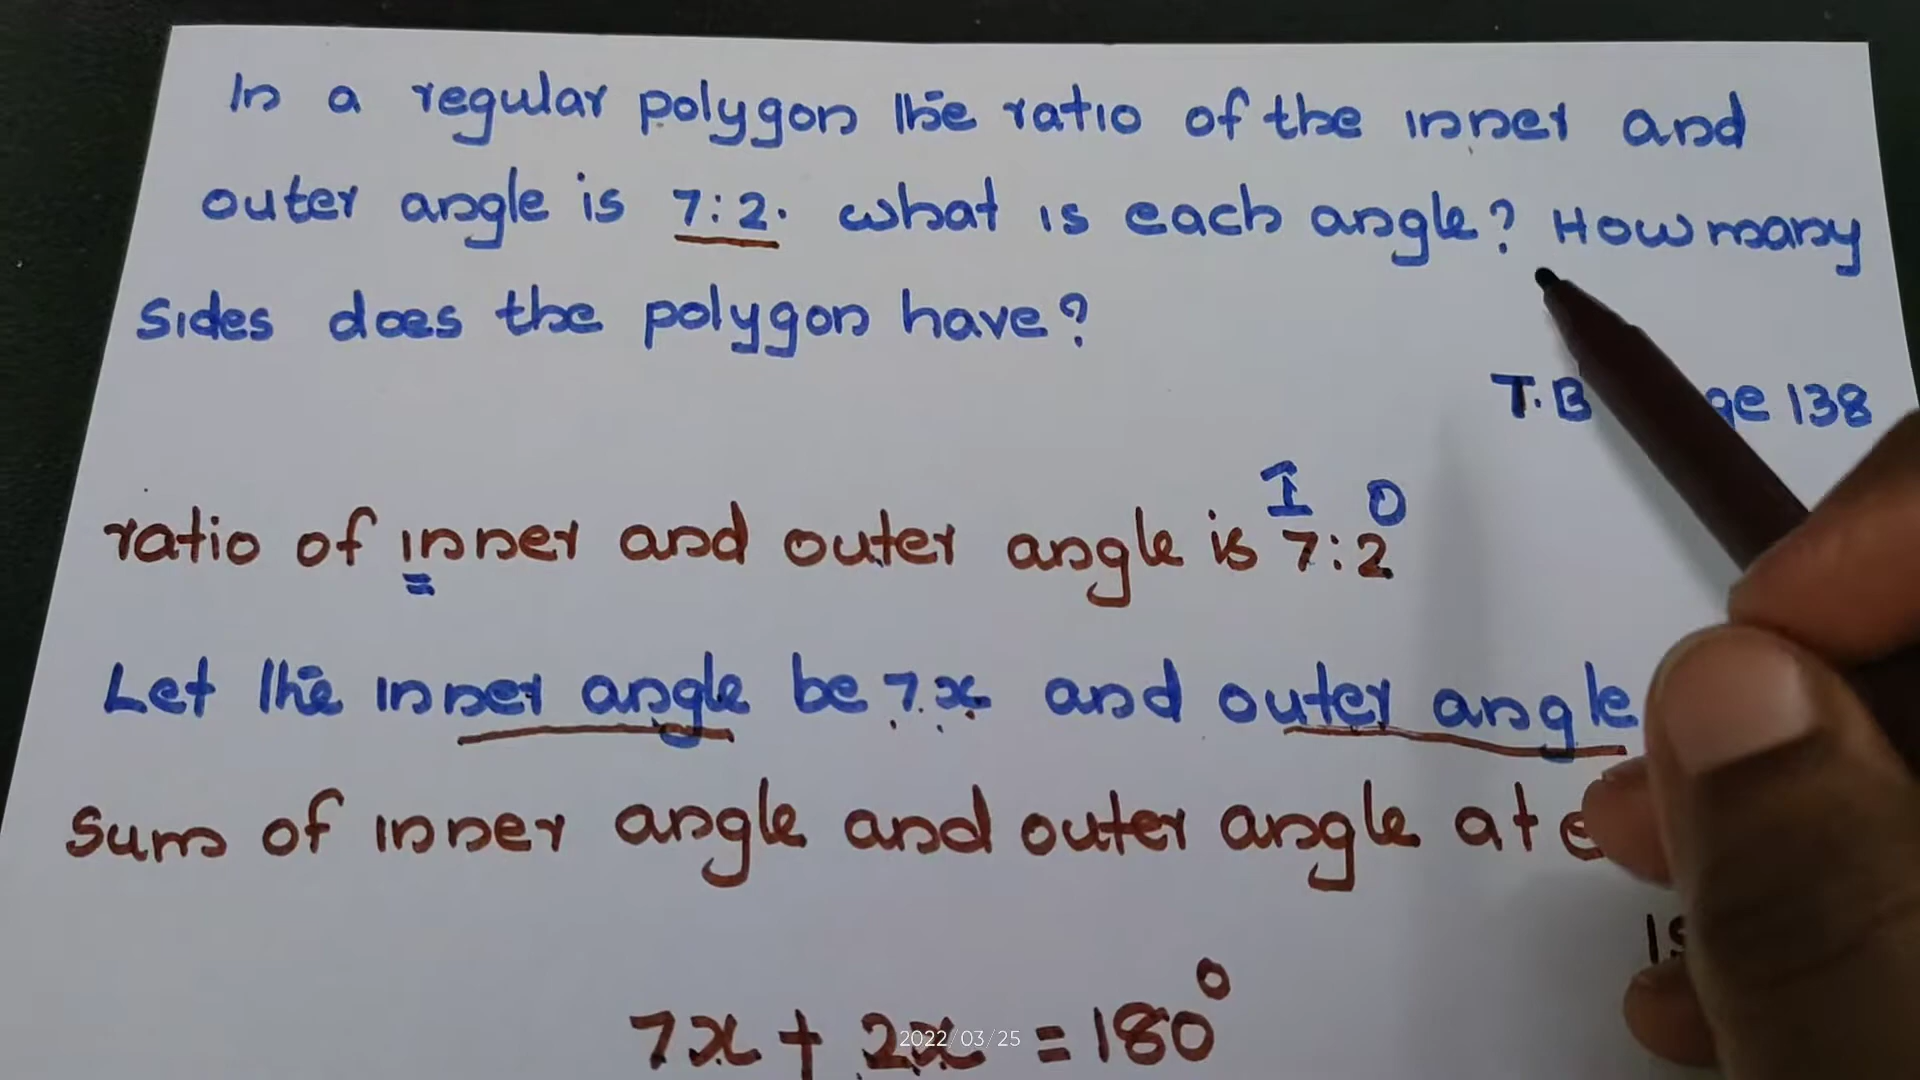 In a regular polygon the ratio of the inner and
outer angle is 7:2. what is each angle? How many
sides does the polygon have?
T.B ge 138
I O
ratio of inner and outer angle is 7:2
Let the inner angle be 7x and outer angle
Sum of inner angle and outer angle at
7x + 2x = 180°
2022/03/25